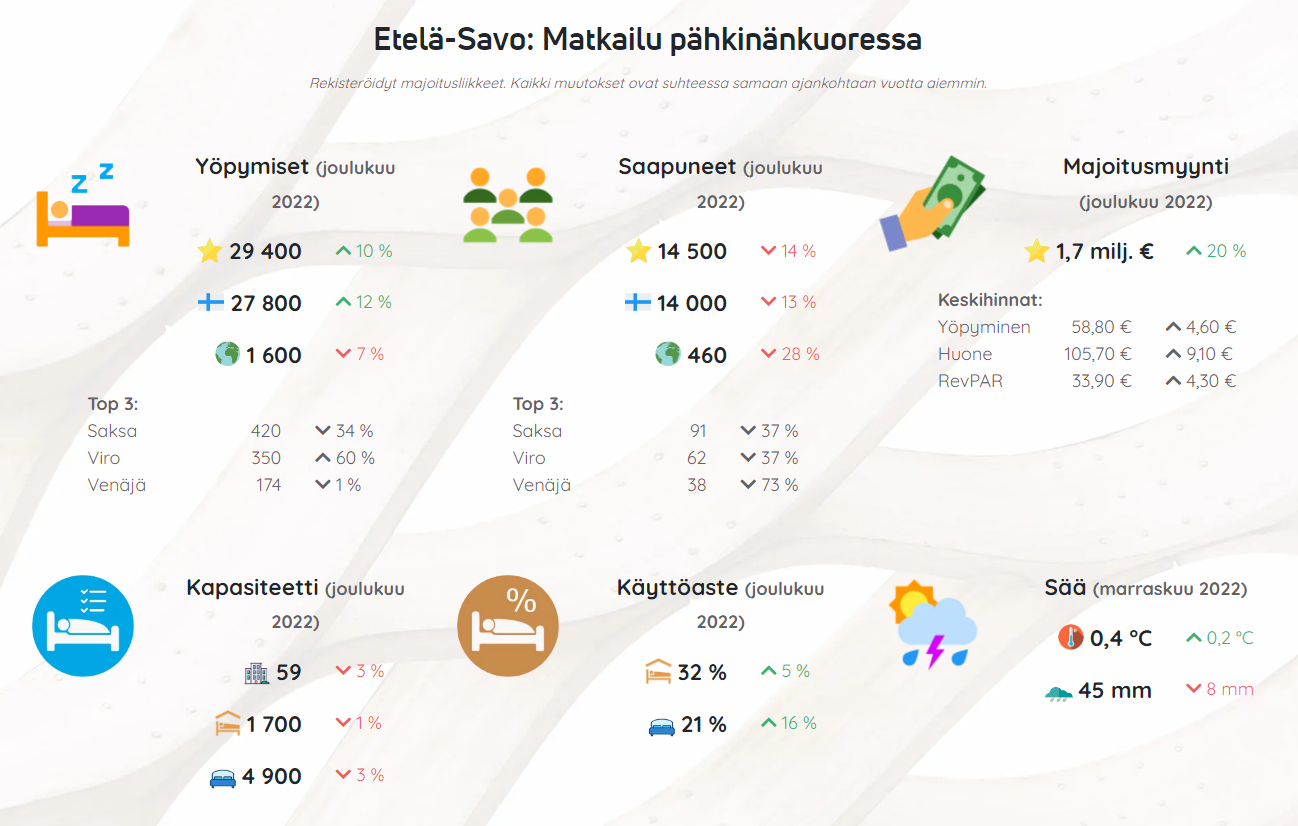 Etelä-Savo: Matkailu pähkinänkuoressa
Rekisteröidyt majoitusliikkeet. Kaikki muutokset ovat suhteessa samaan ajankohtaan vuotta aiemmin.
Z Z
Yöpymiset (joulukuu
2022)
29 400 10 %
27 800 12 %
1 600 7 %
Top 3:
Saksa 420 34 %
Viro 350 60 %
Venäjä 174 1 %
Saapuneet (joulukuu
2022)
14 500 14 %
14 000 13 %
460 28 %
Top 3:
Saksa 91 37 %
Viro 62 37 %
Venäjä 38 73 %
Majoitusmyynti
(joulukuu 2022)
1,7 milj. € 20 %
Keskihinnat:
Yöpyminen 58,80 € 4,60 €
Huone 105,70 € 9,10 €
RevPAR 33,90 € 4,30 €
Kapasiteetti (joulukuu
2022)
59 3 %
1 700 1 %
4 900 3 %
%
Käyttöaste (joulukuu
2022)
32 % 5 %
21 % 16 %
Sää (marraskuu 2022)
0,4 °C 0,2 °C
45 mm 8 mm